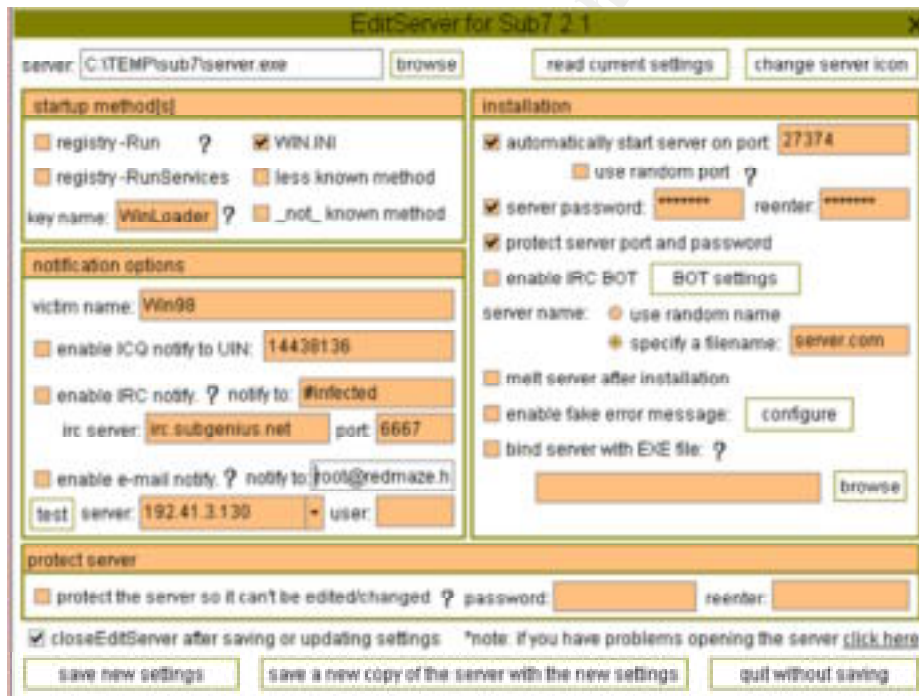 EditServer for Sub7 2.1 X
server: C:\TEMP\sub7\server.exe browse read current settings change server icon
startup method[s]
registry-Run ? WIN.INI
registry-RunServices less known method
key name: WinLoader ? _not_ known method
notification options
victim name: Win98
enable ICQ notify to UIN: 14438136
enable IRC notify. ? notify to: #infected
irc server: irc.subgenius.net port: 6667
enable e-mail notify. ? notify to: root@redmaze.h
test server: 192.41.3.130 user:
installation
automatically start server on port: 27374
use random port ?
server password: ******* reenter: *******
protect server port and password
enable IRC BOT BOT settings
server name: use random name
specify a filename: server.com
melt server after installation
enable fake error message: configure
bind server with EXE file: ?
browse
protect server
protect the server so it can't be edited/changed ? password: reenter:
closeEditServer after saving or updating settings *note: if you have problems opening the server click here
save new settings save a new copy of the server with the new settings quit without saving